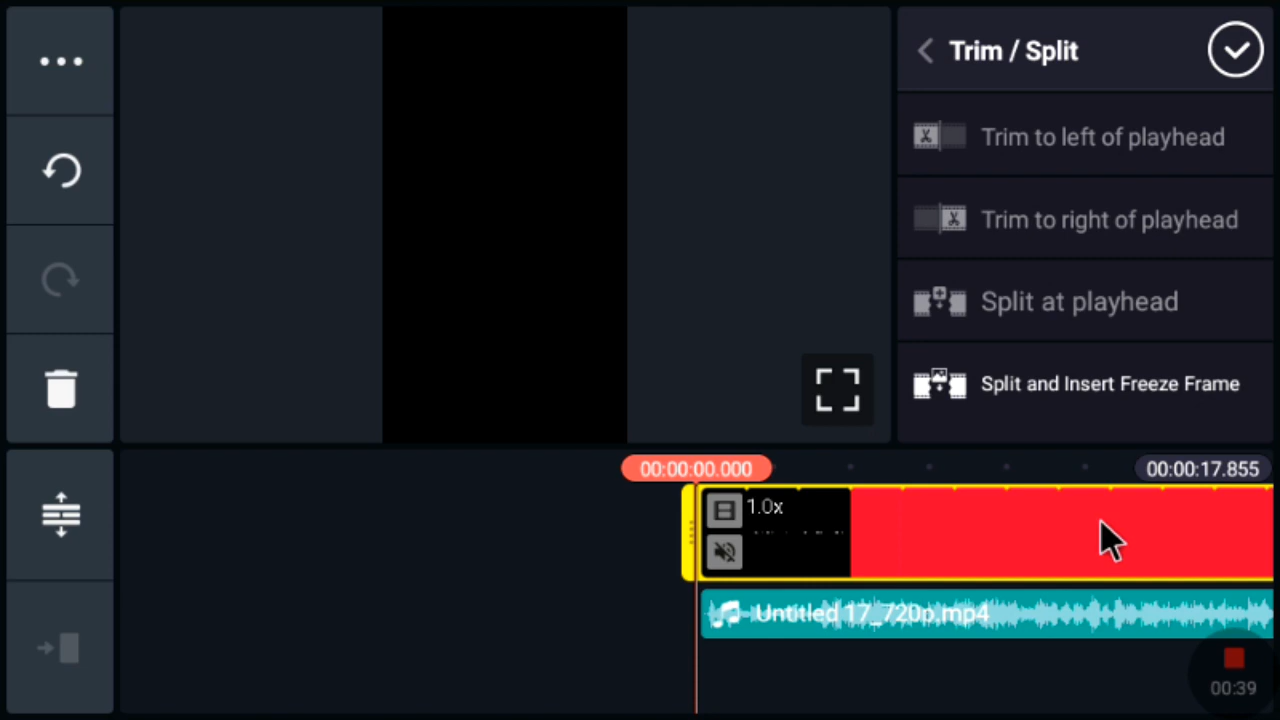 Trim / Split
Trim to left of playhead
Trim to right of playhead
Split at playhead
Split and Insert Freeze Frame
00:00:00.000
00:00:17.855
1.0x
Untitled 17_720p.mp4
00:39